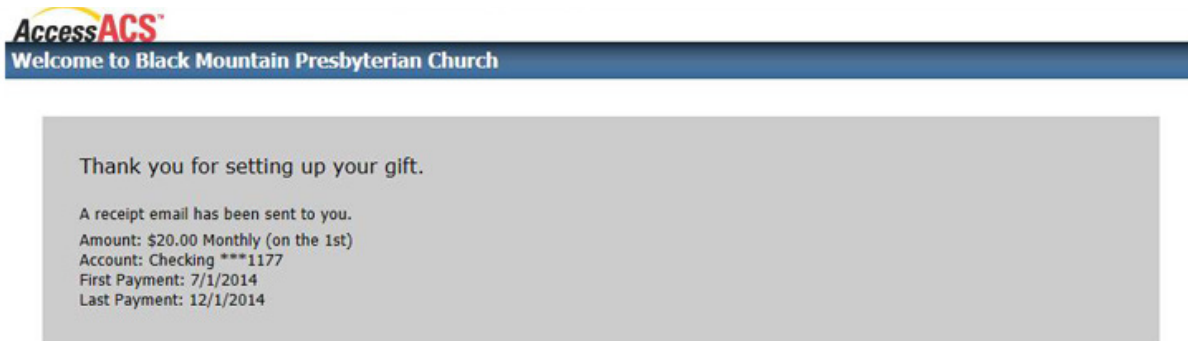 AccessACS™
Welcome to Black Mountain Presbyterian Church
Thank you for setting up your gift.
A receipt email has been sent to you.
Amount: $20.00 Monthly (on the 1st)
Account: Checking ***1177
First Payment: 7/1/2014
Last Payment: 12/1/2014